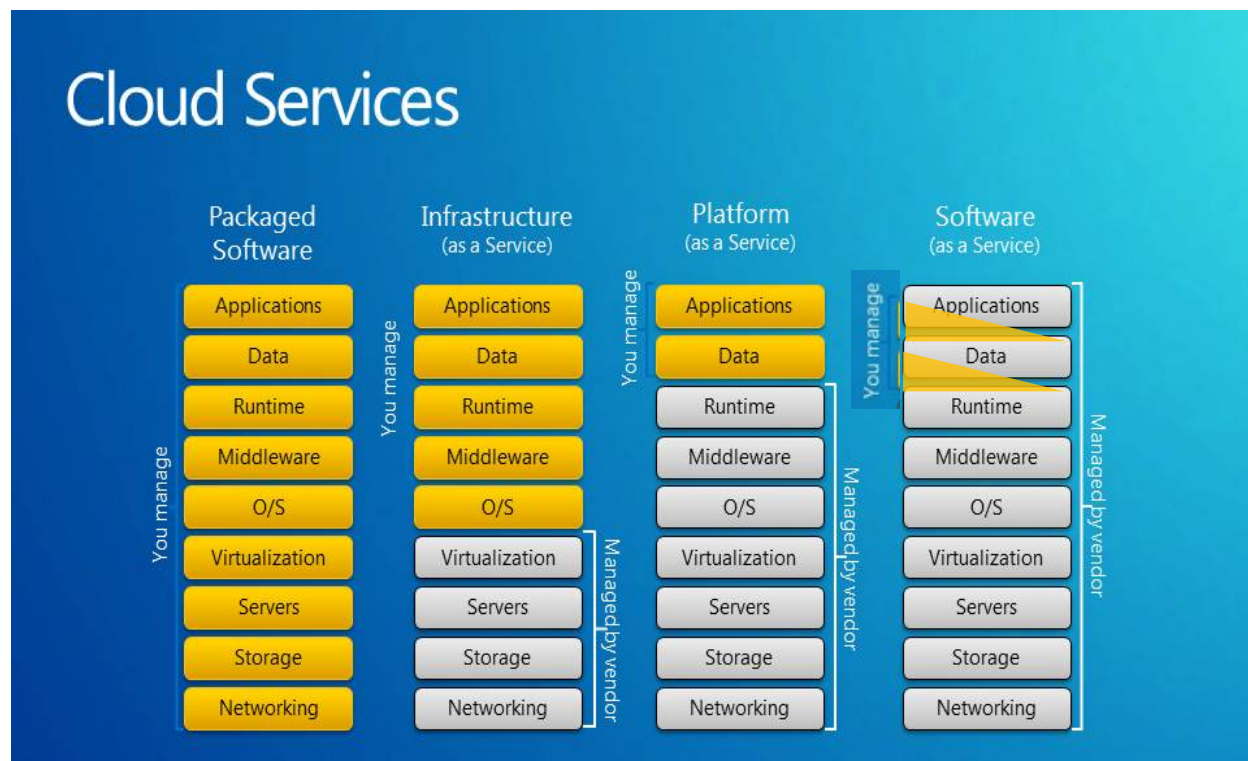 Cloud Services
Packaged
Software
You manage
Applications
Data
Runtime
Middleware
O/S
Virtualization
Servers
Storage
Networking
Infrastructure
(as a Service)
You manage
Applications
Data
Runtime
Middleware
O/S
Virtualization
Servers
Storage
Networking
Managed by vendor
Platform
(as a Service)
You manage
Applications
Data
Runtime
Middleware
O/S
Virtualization
Servers
Storage
Networking
Managed by vendor
Software
(as a Service)
You manage
Applications
Data
Runtime
Middleware
O/S
Virtualization
Servers
Storage
Networking
Managed by vendor